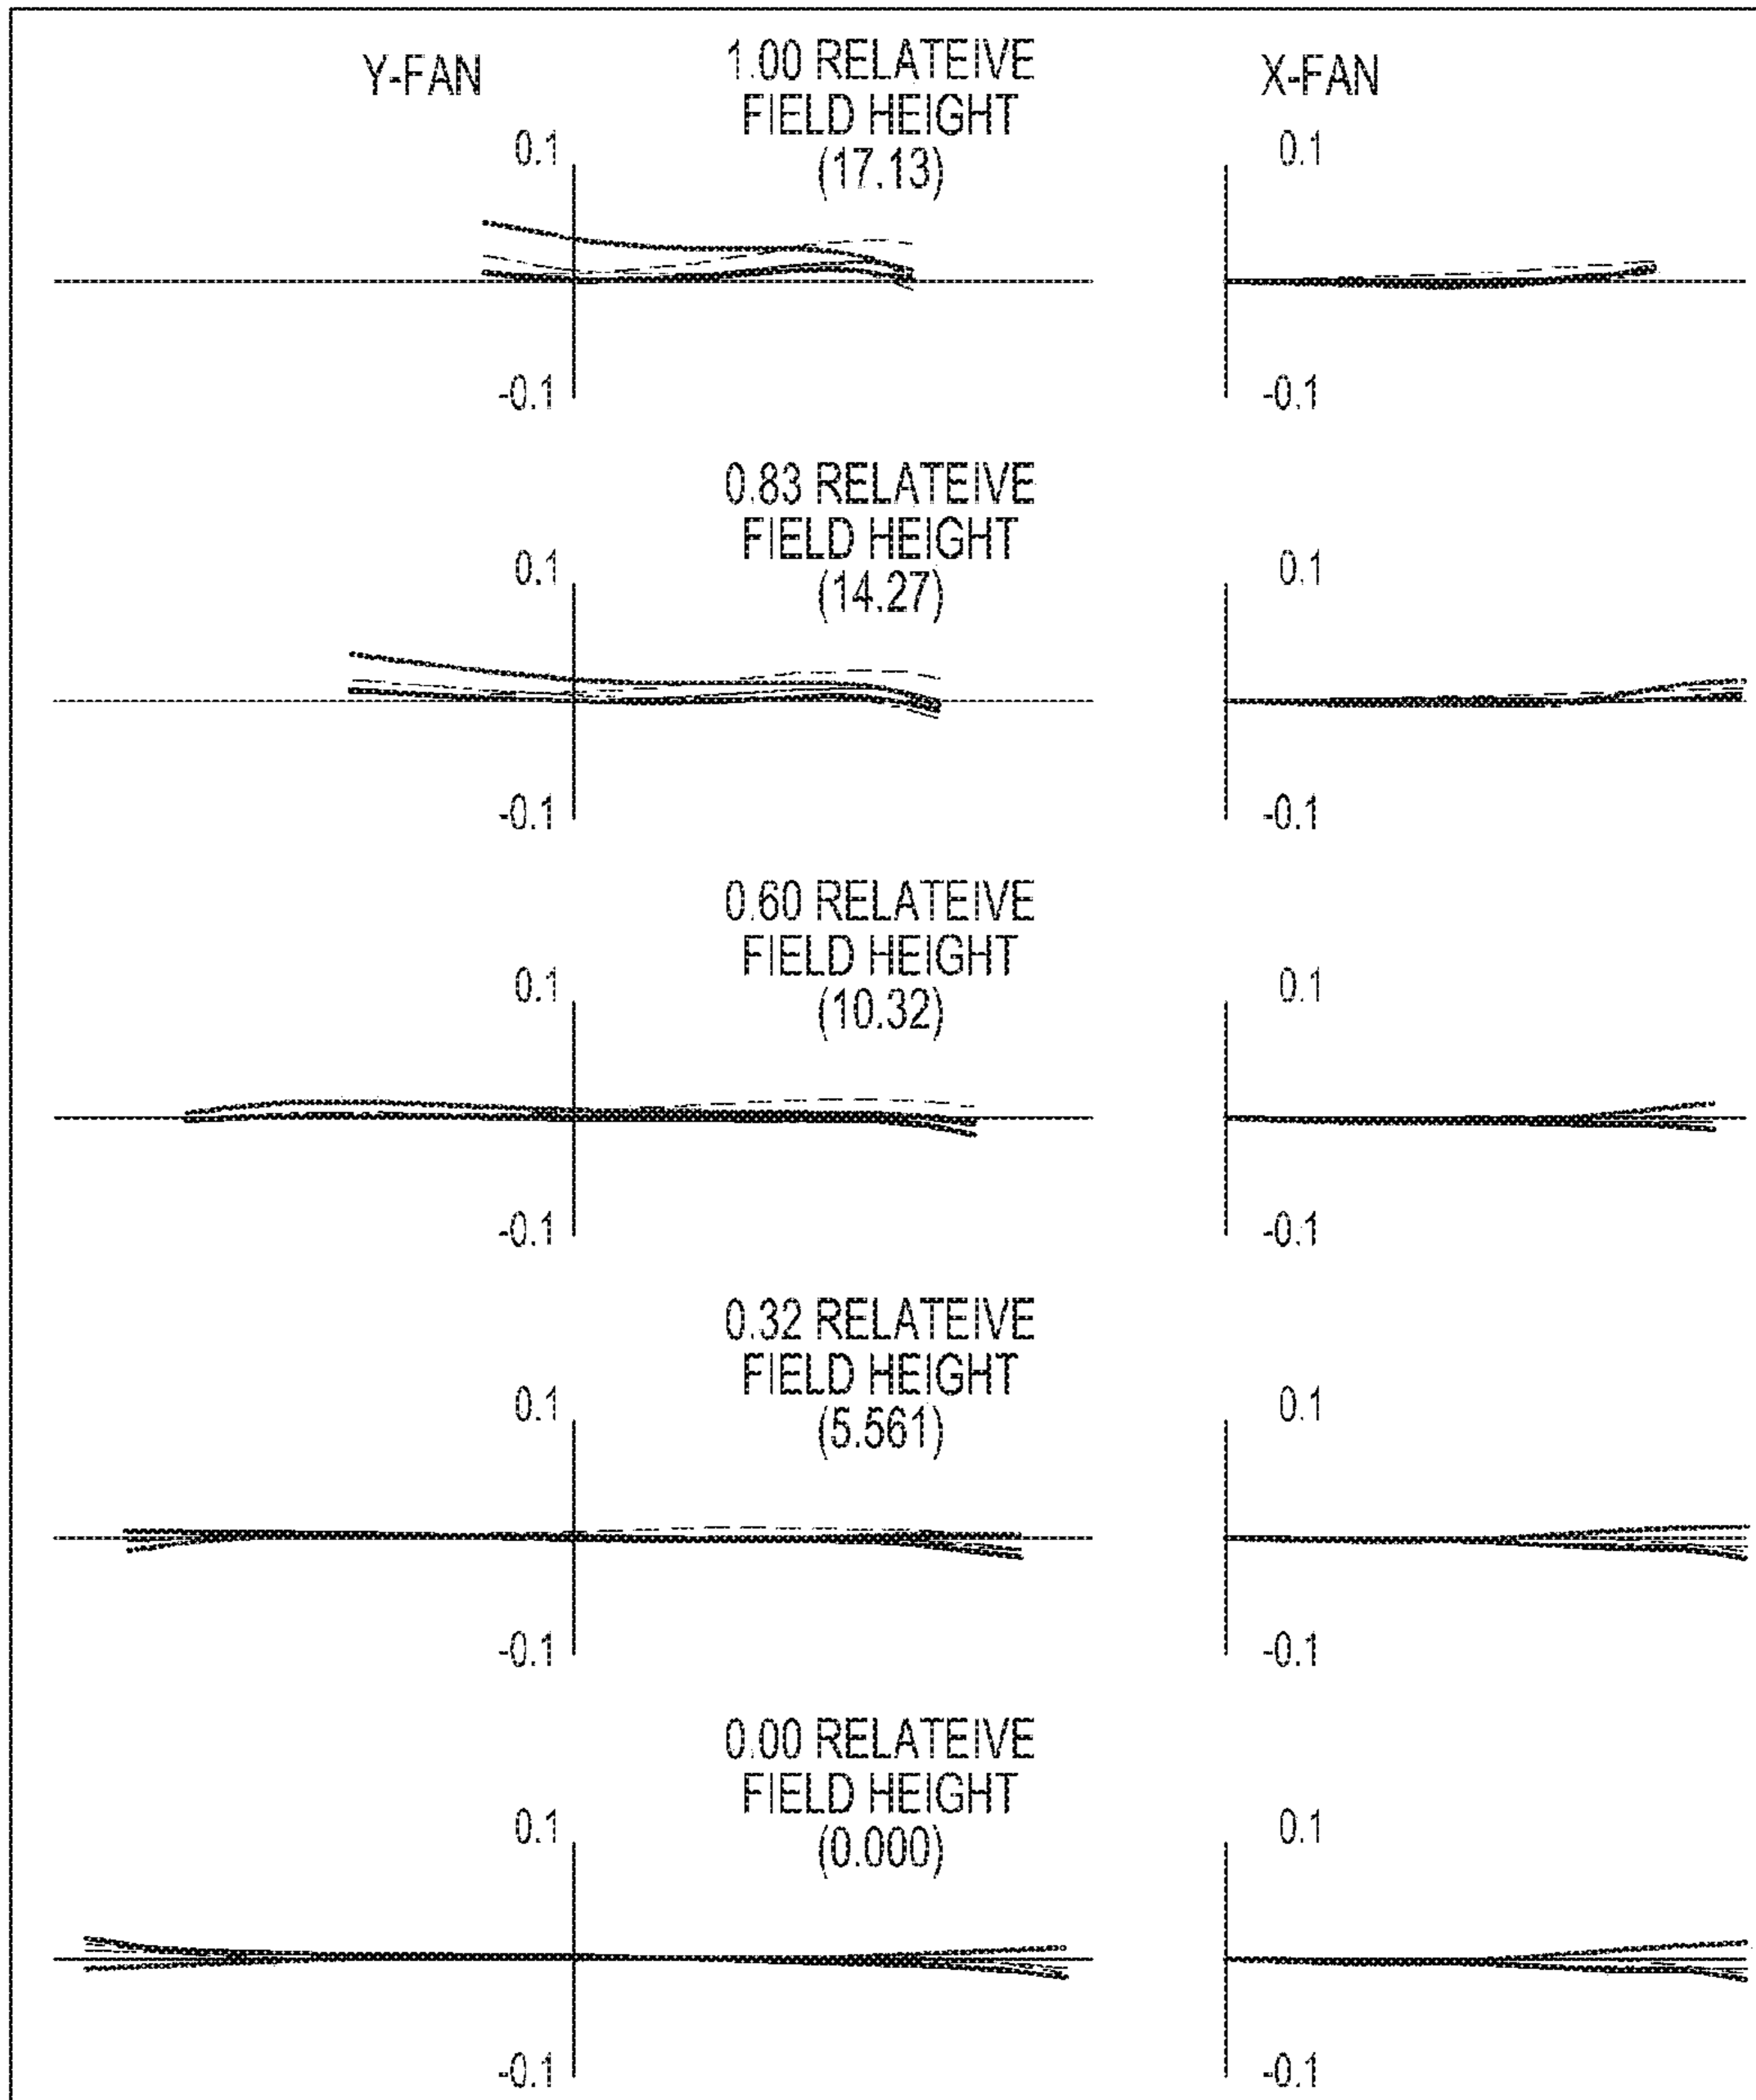 Y-FAN
1.00 RELATEIVE
FIELD HEIGHT
(17.13)
X-FAN
0.1
0.1
-0.1
-0.1
0.83 RELATEIVE
FIELD HEIGHT
(14.27)
0.1
0.1
-0.1
-0.1
0.60 RELATEIVE
FIELD HEIGHT
(10.32)
0.1
0.1
-0.1
-0.1
0.32 RELATEIVE
FIELD HEIGHT
(5.561)
0.1
0.1
-0.1
-0.1
0.00 RELATEIVE
FIELD HEIGHT
(0.000)
0.1
0.1
-0.1
-0.1